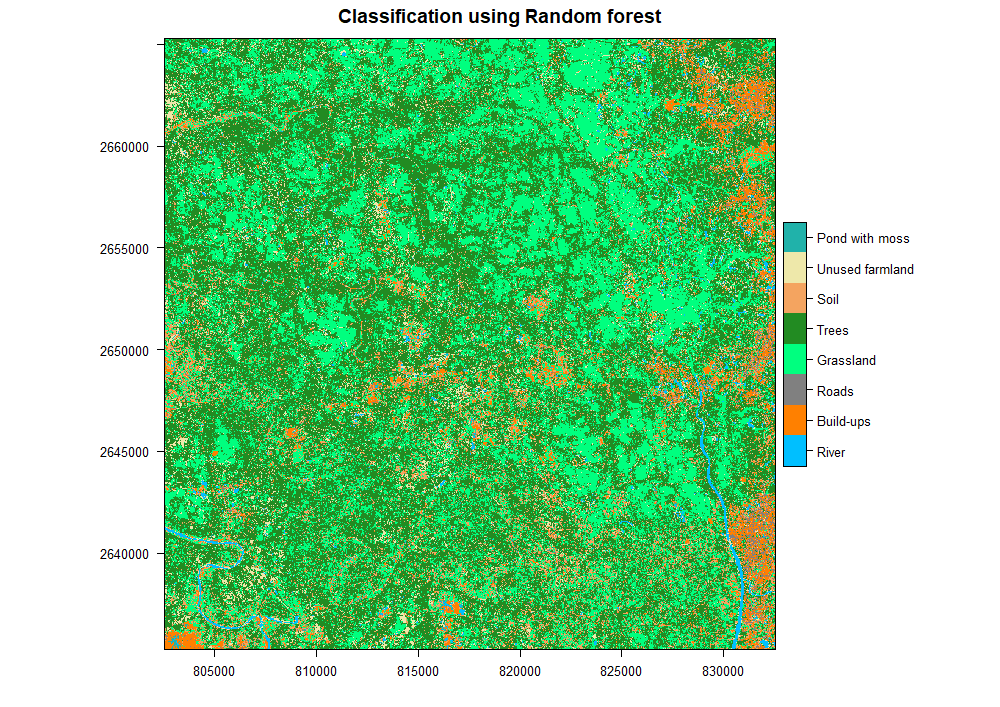 Classification using Random forest
2660000
2655000
2650000
2645000
2640000
805000
810000
815000
820000
825000
830000
Pond with moss
Unused farmland
Soil
Trees
Grassland
Roads
Build-ups
River